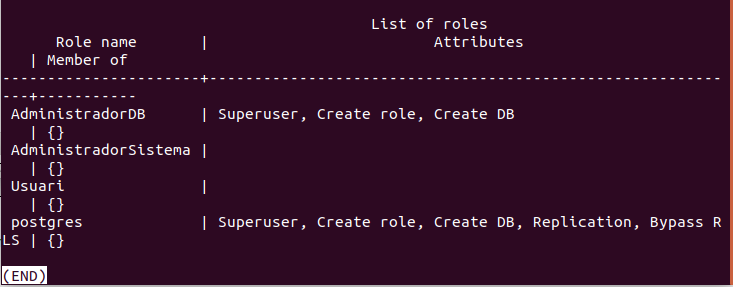 List of roles
Role name | Attributes
| Member of
----------------------+---------------------------------------------------------
---+-----------
AdministradorDB | Superuser, Create role, Create DB
| {}
AdministradorSistema |
| {}
Usuari |
| {}
postgres | Superuser, Create role, Create DB, Replication, Bypass R
LS | {}
(END)